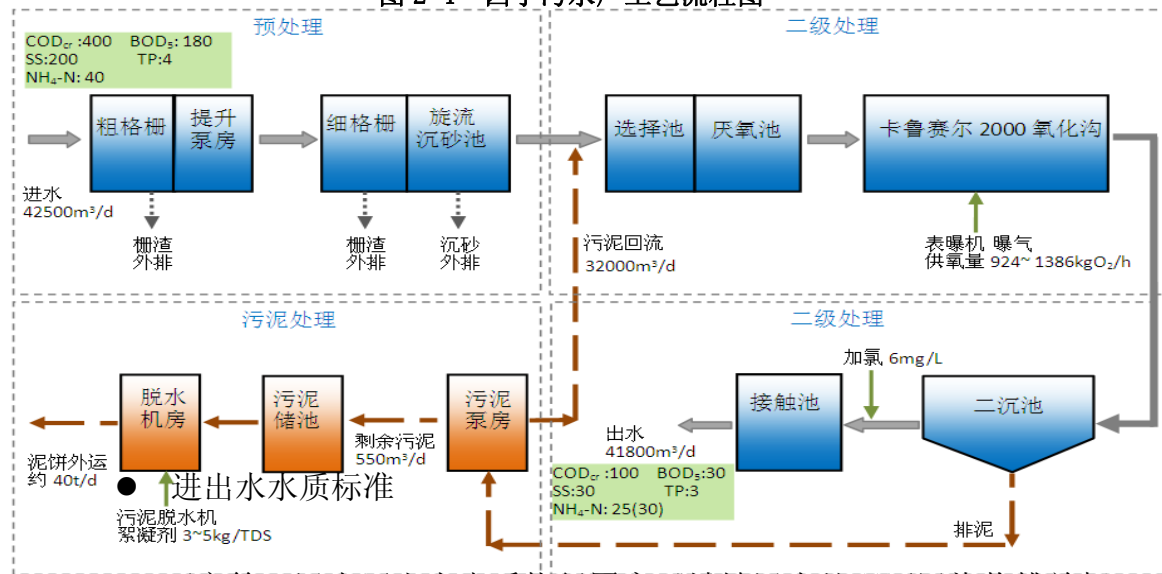 预处理
二级处理
CODcr :400 BOD₅: 180
SS:200 TP:4
NH₄-N: 40
粗格栅
提升
泵房
细格栅
旋流
沉砂池
选择池
厌氧池
卡鲁赛尔 2000 氧化沟
进水
42500m³/d
栅渣
外排
栅渣
外排
沉砂
外排
污泥回流
32000m³/d
表曝机 曝气
供氧量 924~ 1386kgO₂/h
污泥处理
二级处理
加氯 6mg/L
脱水
机房
污泥
储池
污泥
泵房
接触池
二沉池
剩余污泥
550m³/d
出水
41800m³/d
泥饼外运
约 40t/d
CODcr :100 BOD₅:30
SS:30 TP:3
NH₄-N: 25(30)
● 进出水水质标准
污泥脱水机
絮凝剂 3~5kg/TDS
排泥